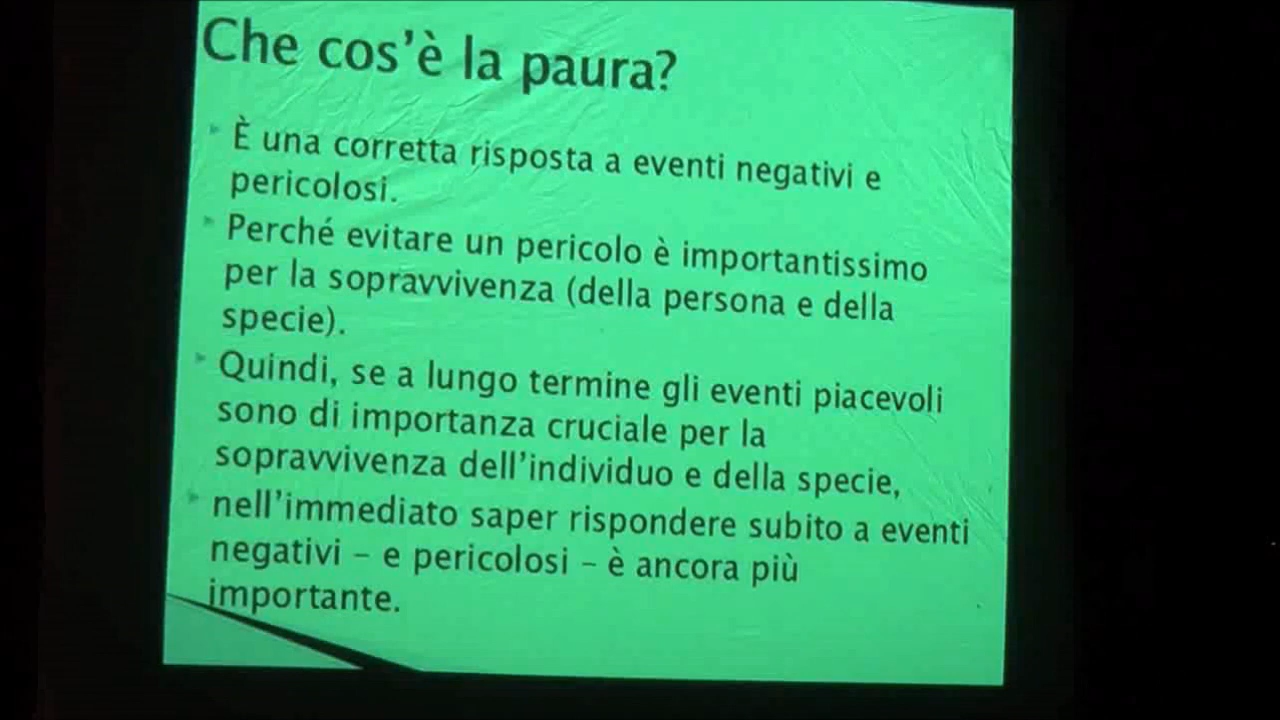 Che cos'è la paura?
È una corretta risposta a eventi negativi e
pericolosi.
Perché evitare un pericolo è importantissimo
per la sopravvivenza (della persona e della
specie).
Quindi, se a lungo termine gli eventi piacevoli
sono di importanza cruciale per la
sopravvivenza dell'individuo e della specie,
nell'immediato saper rispondere subito a eventi
negativi – e pericolosi – è ancora più
importante.